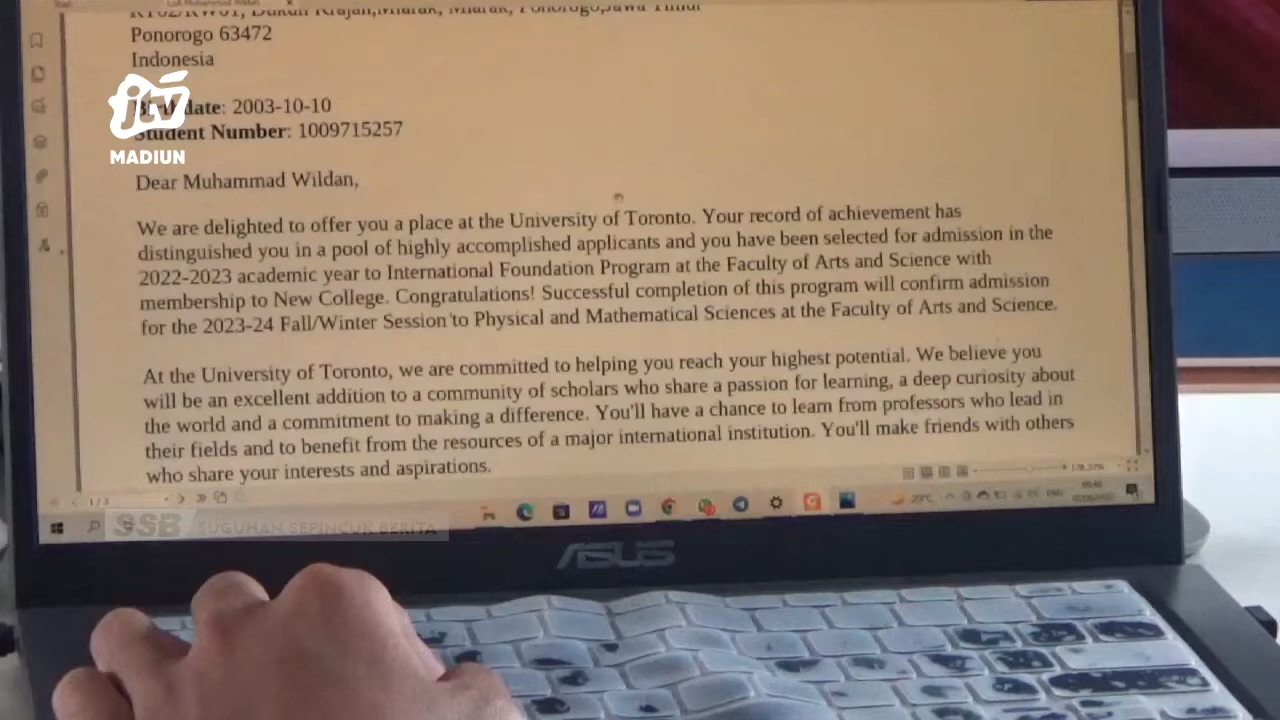 Ponorogo 63472
Indonesia
Birthdate: 2003-10-10
Student Number: 1009715257
itv
MADIUN
Dear Muhammad Wildan,
We are delighted to offer you a place at the University of Toronto. Your record of achievement has
distinguished you in a pool of highly accomplished applicants and you have been selected for admission in the
2022-2023 academic year to International Foundation Program at the Faculty of Arts and Science with
membership to New College. Congratulations! Successful completion of this program will confirm admission
for the 2023-24 Fall/Winter Session to Physical and Mathematical Sciences at the Faculty of Arts and Science.
At the University of Toronto, we are committed to helping you reach your highest potential. We believe you
will be an excellent addition to a community of scholars who share a passion for learning, a deep curiosity about
the world and a commitment to making a difference. You'll have a chance to learn from professors who lead in
their fields and to benefit from the resources of a major international institution. You'll make friends with others
who share your interests and aspirations.
SSB SUGUHAN SEPINCUK BERITA
29°C
ASUS